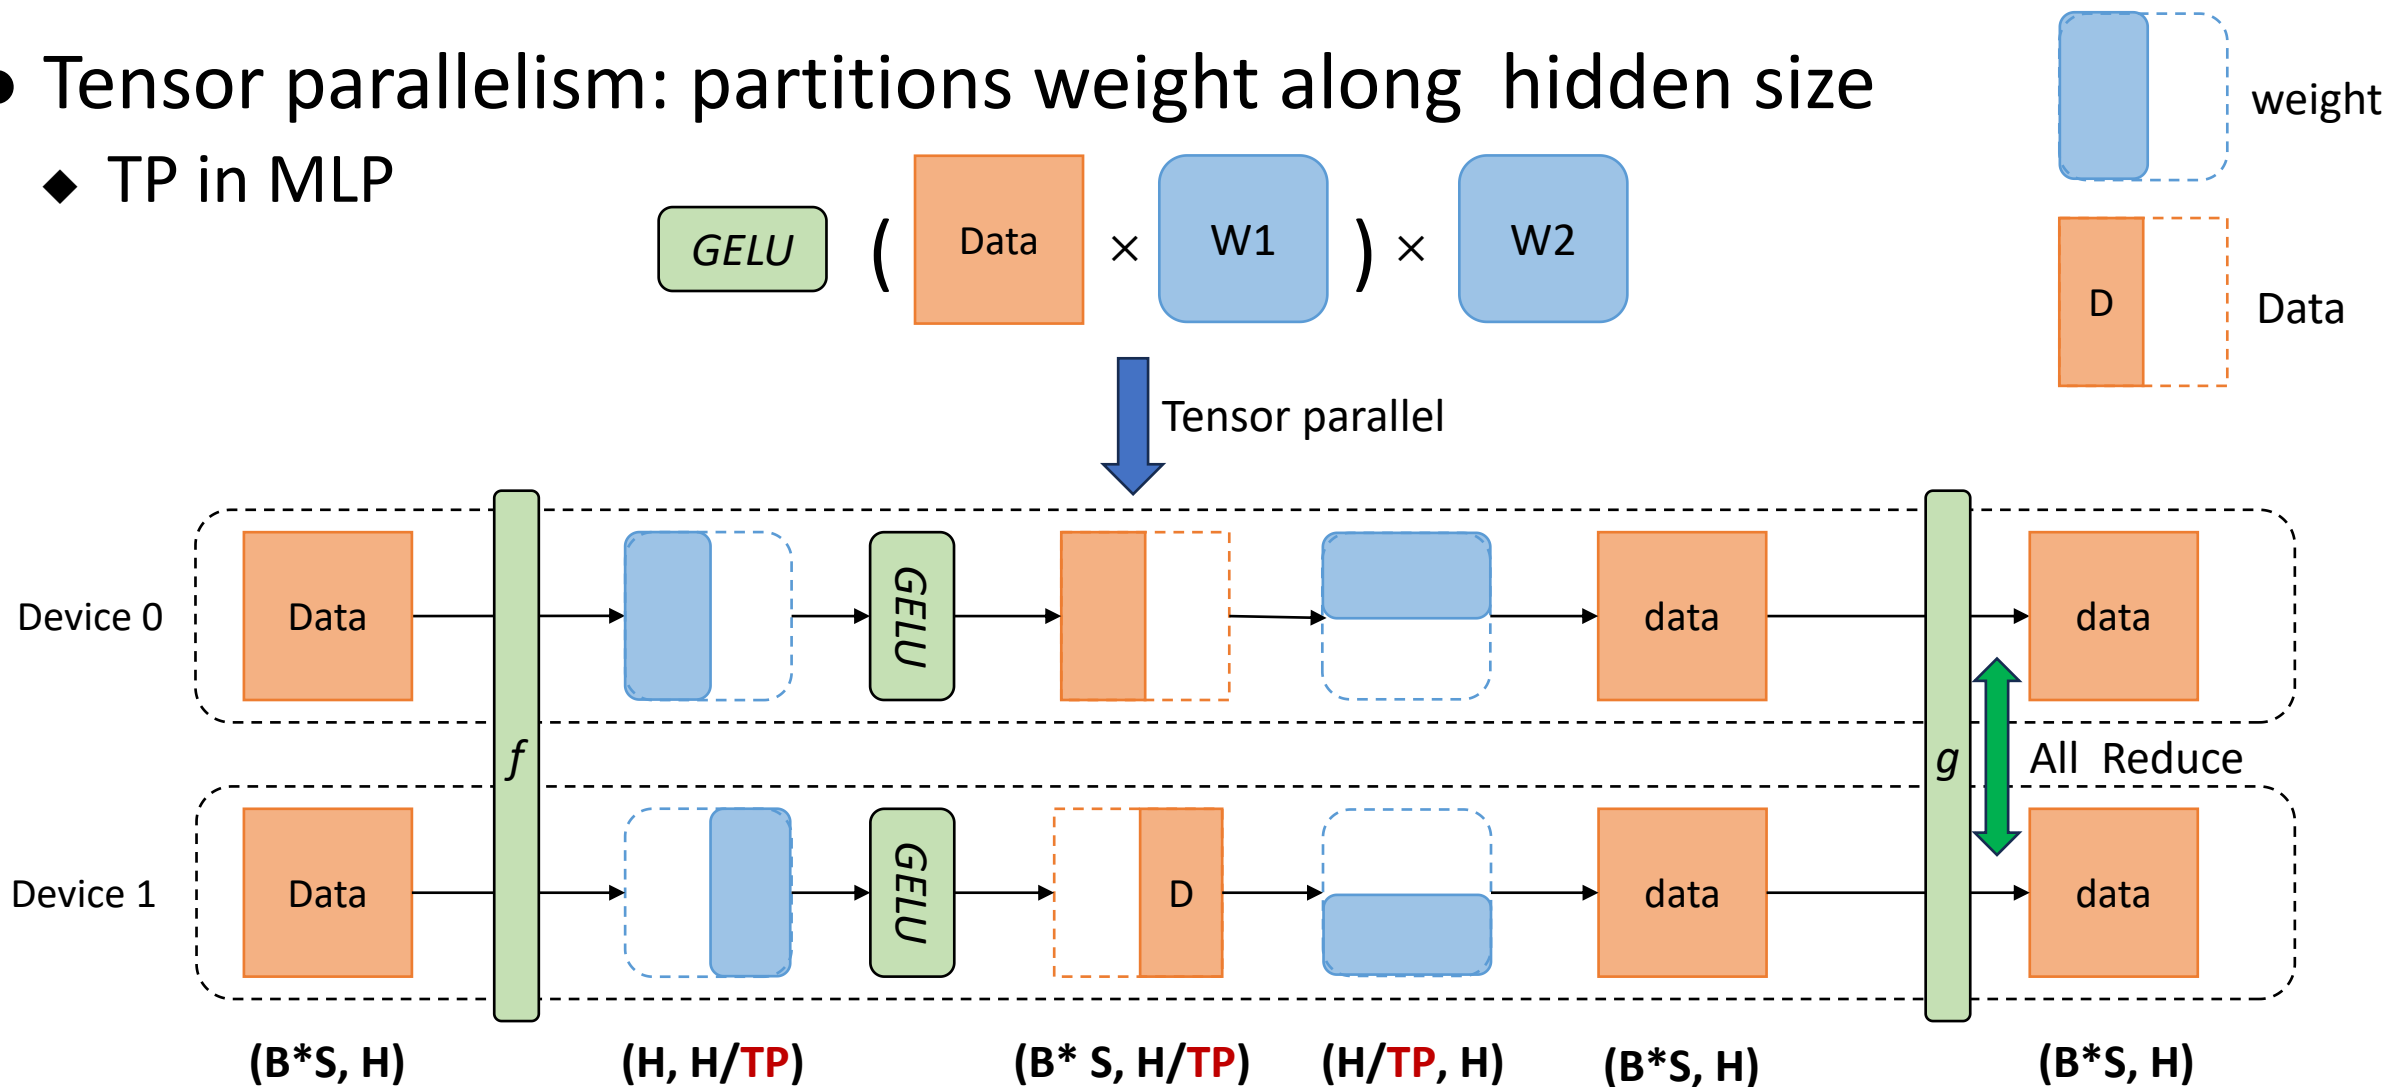 ● Tensor parallelism: partitions weight along  hidden size
◆ TP in MLP
weight
GELU ( Data × W1 ) × W2
D Data
Tensor parallel
Device 0 Data GELU data data
f g All  Reduce
Device 1 Data GELU D data data
(B*S, H) (H, H/TP) (B* S, H/TP) (H/TP, H) (B*S, H) (B*S, H)